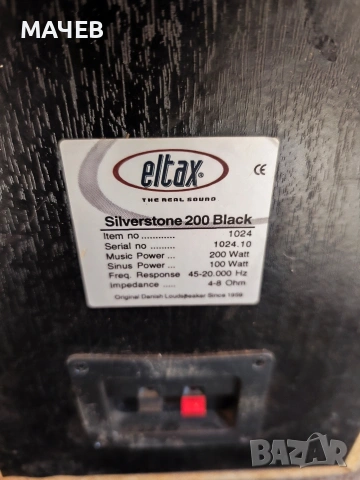 МАЧЕВ
eltax®
THE REAL SOUND
CE
Silverstone 200 Black
Item no ............ 1024
Serial no ......... 1024.10
Music Power ... 200 Watt
Sinus Power ... 100 Watt
Freq. Response 45-20.000 Hz
Impedance ..... 4-8 Ohm
Original Danish Loudspeaker Since 1958
BAZAR